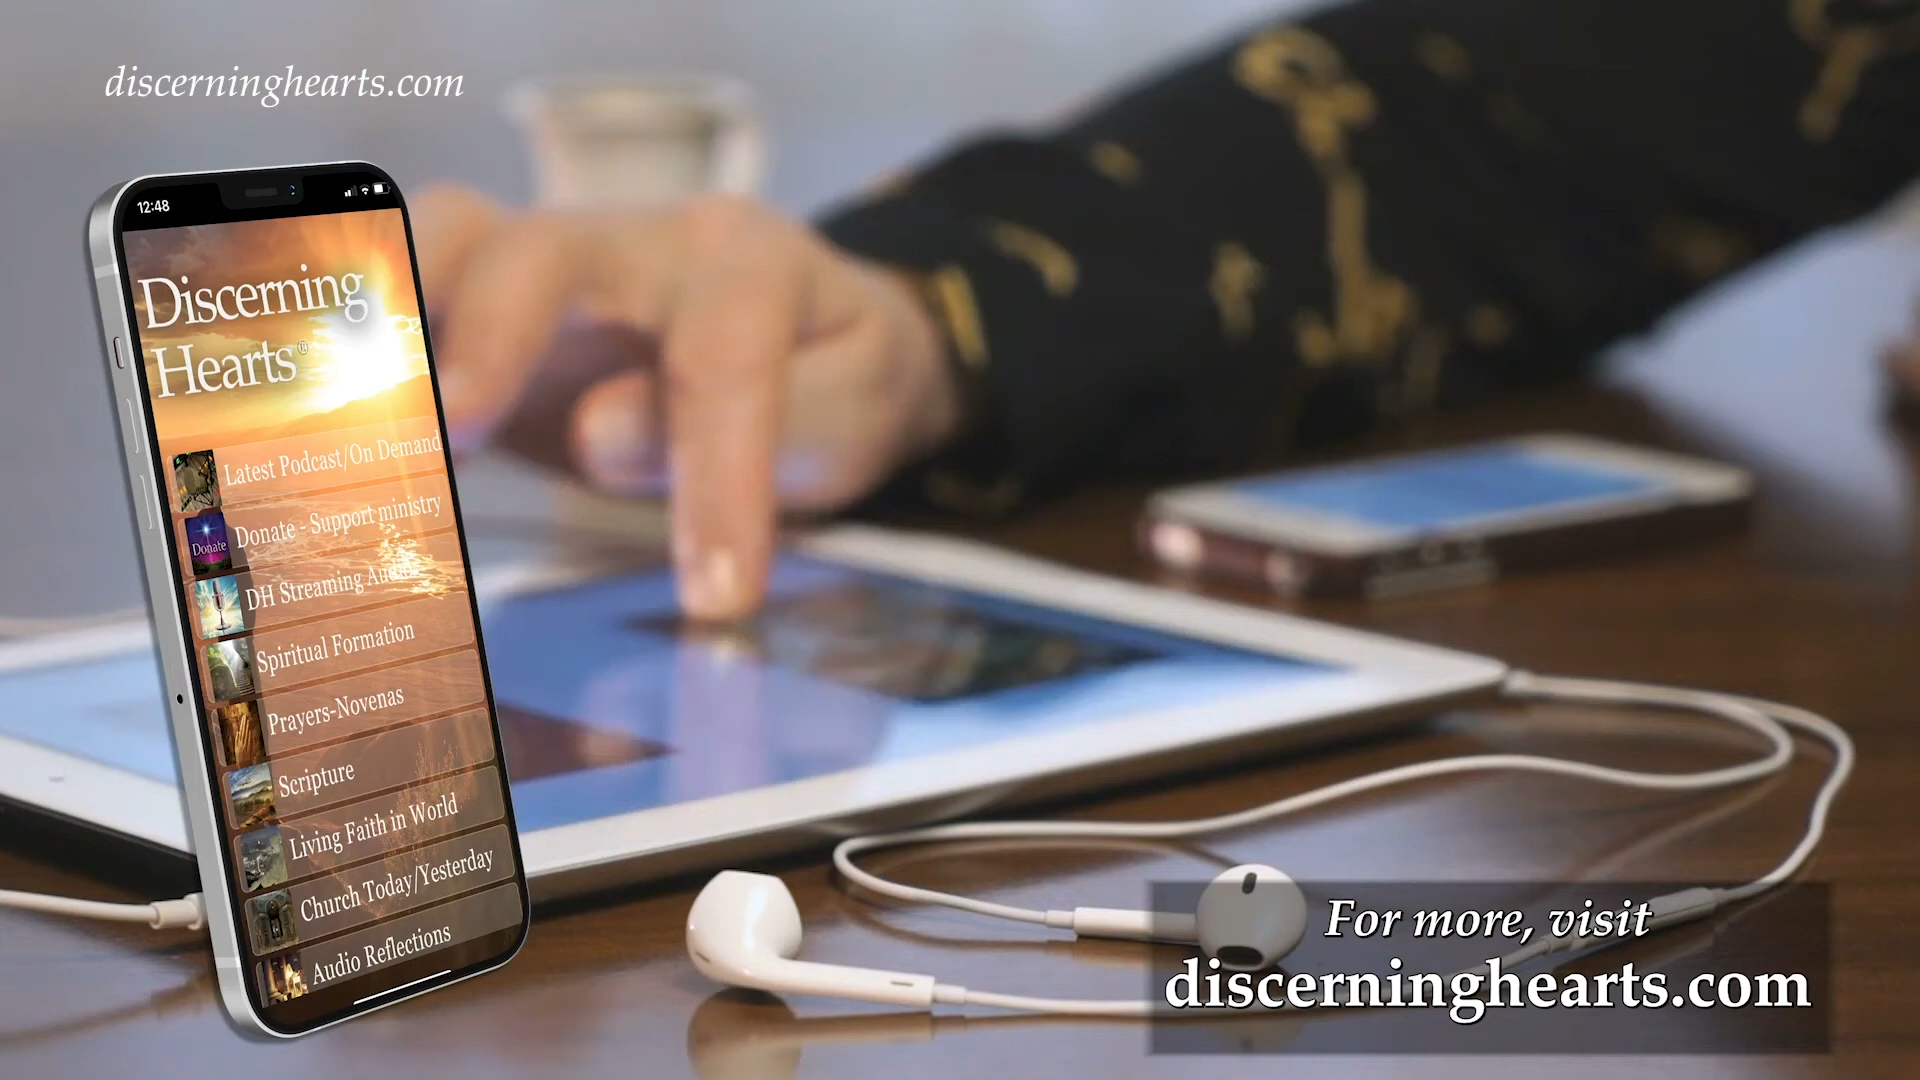 discerninghearts.com
12:48
Discerning
Hearts®
Latest Podcast/On Demand
Donate
Donate - Support ministry
DH Streaming Audio
Spiritual Formation
Prayers-Novenas
Scripture
Living Faith in World
Church Today/Yesterday
Audio Reflections
For more, visit
discerninghearts.com